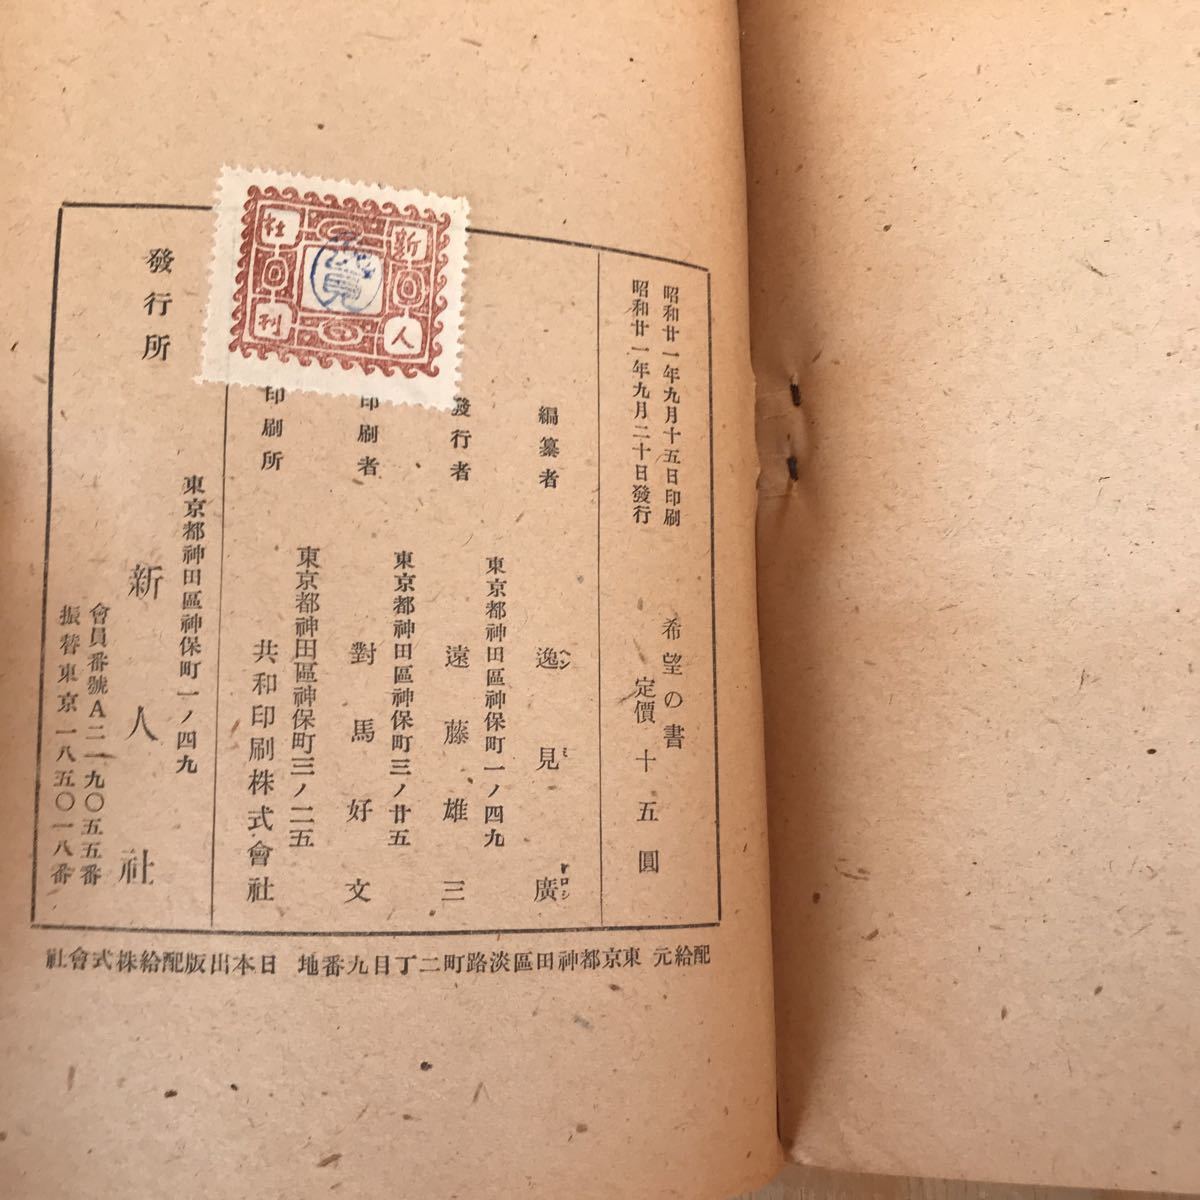 昭和廿一年九月十五日印刷
昭和廿一年九月二十日發行
希望の書
定價十五圓
編纂者
逸見廣
ヘンミヒロシ
發行者
東京都神田區神保町一ノ四九
遠藤雄三
印刷者
東京都神田區神保町三ノ廿五
對馬好文
印刷所
東京都神田區神保町三ノ二五
共和印刷株式會社
發行所
東京都神田區神保町一ノ四九
新人社
會員番號A二一九〇五五番
振替東京一八五〇一八番
社會式株給配版出本日 地番九目丁二町路淡區田神都京東 元給配
新人社刊
逸見